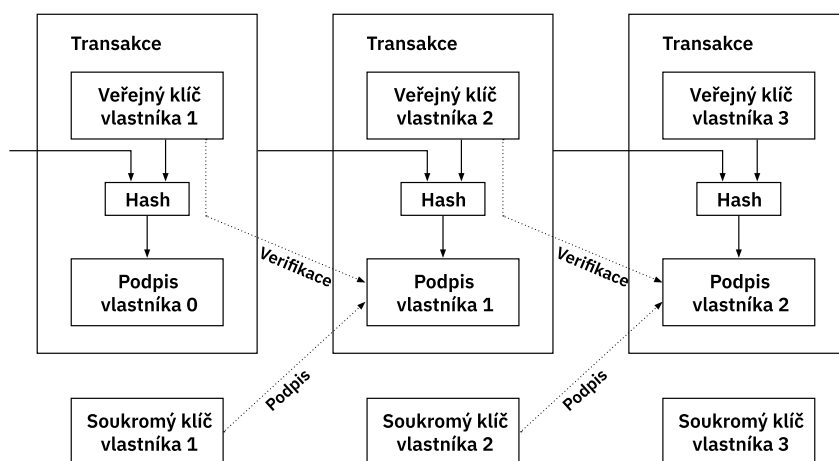 Transakce
Transakce
Transakce
Veřejný klíč
vlastníka 1
Veřejný klíč
vlastníka 2
Veřejný klíč
vlastníka 3
Hash
Hash
Hash
Verifikace
Verifikace
Podpis
vlastníka 0
Podpis
vlastníka 1
Podpis
vlastníka 2
Podpis
Podpis
Soukromý klíč
vlastníka 1
Soukromý klíč
vlastníka 2
Soukromý klíč
vlastníka 3